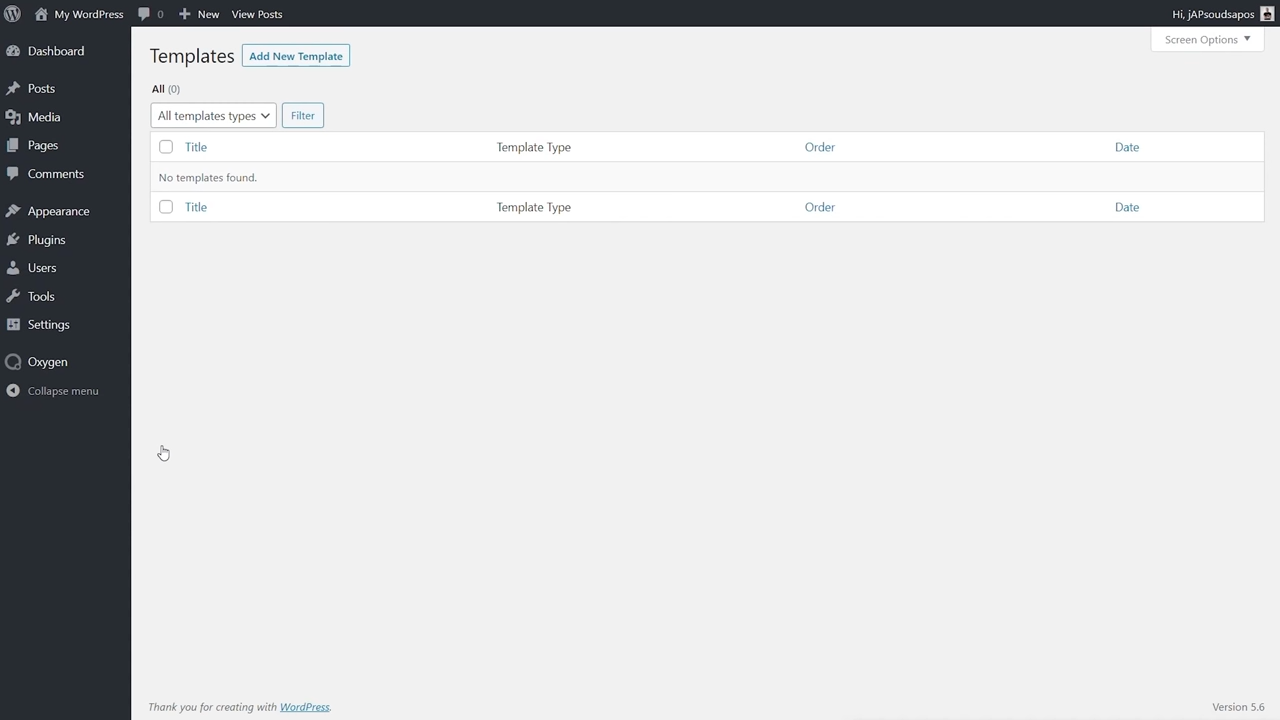 My WordPress 0 New View Posts Hi, jAPsoudsapos
Dashboard
Posts
Media
Pages
Comments
Appearance
Plugins
Users
Tools
Settings
Oxygen
Collapse menu
Screen Options
Templates Add New Template
All (0)
All templates types Filter
Title Template Type Order Date
No templates found.
Title Template Type Order Date
Thank you for creating with WordPress. Version 5.6